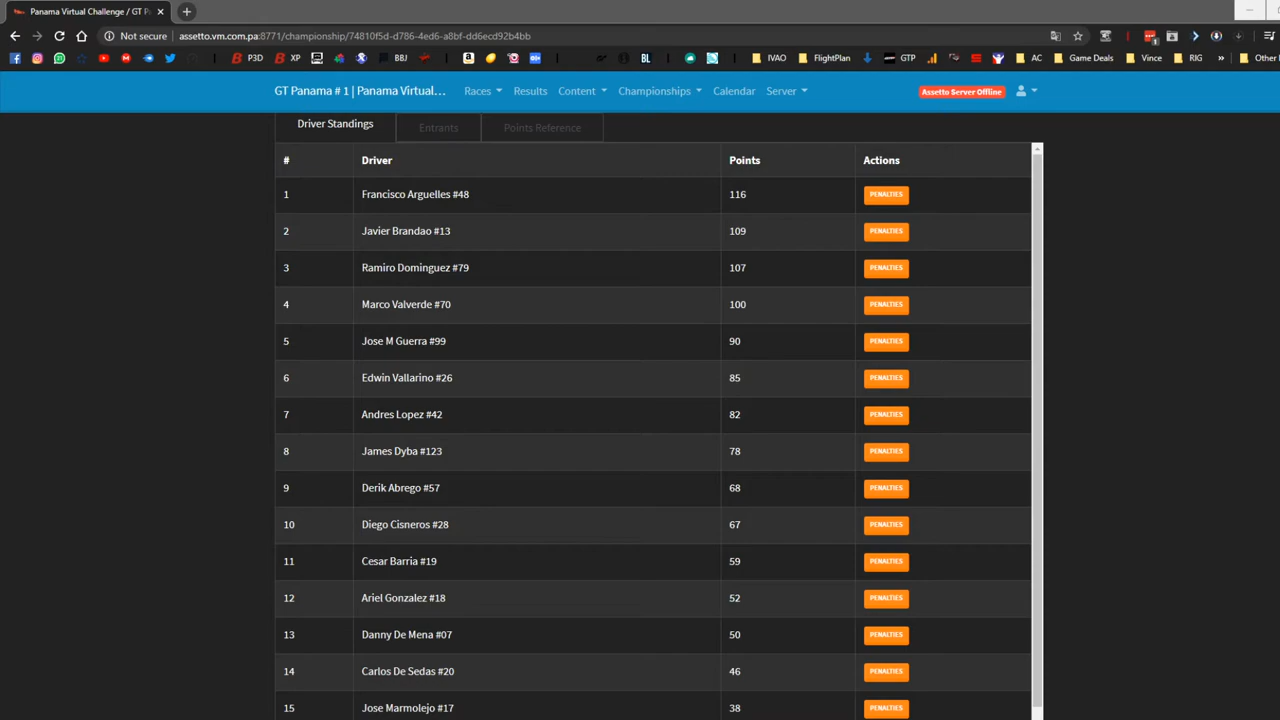 Panama Virtual Challenge / GT P
Not secure assetto.vm.com.pa:8771/championship/74810f5d-d786-4ed6-a8bf-dd6ecd92b4bb
P3D XP BBJ BL IVAO FlightPlan GTP AC Game Deals Vince RIG » Other
GT Panama # 1 | Panama Virtual... Races Results Content Championships Calendar Server Assetto Server Offline
Driver Standings Entrants Points Reference
# Driver Points Actions
1 Francisco Arguelles #48 116 PENALTIES
2 Javier Brandao #13 109 PENALTIES
3 Ramiro Dominguez #79 107 PENALTIES
4 Marco Valverde #70 100 PENALTIES
5 Jose M Guerra #99 90 PENALTIES
6 Edwin Vallarino #26 85 PENALTIES
7 Andres Lopez #42 82 PENALTIES
8 James Dyba #123 78 PENALTIES
9 Derik Abrego #57 68 PENALTIES
10 Diego Cisneros #28 67 PENALTIES
11 Cesar Barria #19 59 PENALTIES
12 Ariel Gonzalez #18 52 PENALTIES
13 Danny De Mena #07 50 PENALTIES
14 Carlos De Sedas #20 46 PENALTIES
15 Jose Marmolejo #17 38 PENALTIES